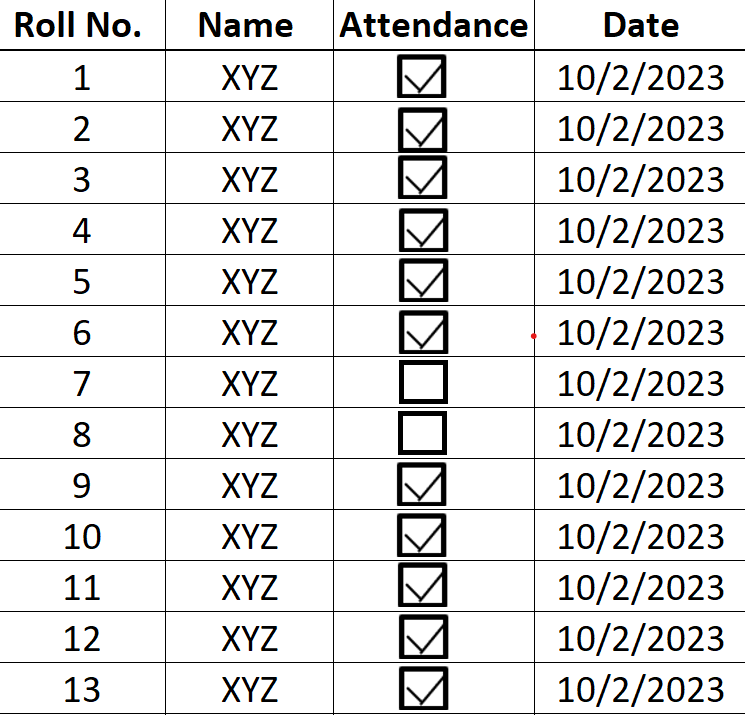 Roll No. Name Attendance Date
1 XYZ ☑ 10/2/2023
2 XYZ ☑ 10/2/2023
3 XYZ ☑ 10/2/2023
4 XYZ ☑ 10/2/2023
5 XYZ ☑ 10/2/2023
6 XYZ ☑ 10/2/2023
7 XYZ ☐ 10/2/2023
8 XYZ ☐ 10/2/2023
9 XYZ ☑ 10/2/2023
10 XYZ ☑ 10/2/2023
11 XYZ ☑ 10/2/2023
12 XYZ ☑ 10/2/2023
13 XYZ ☑ 10/2/2023